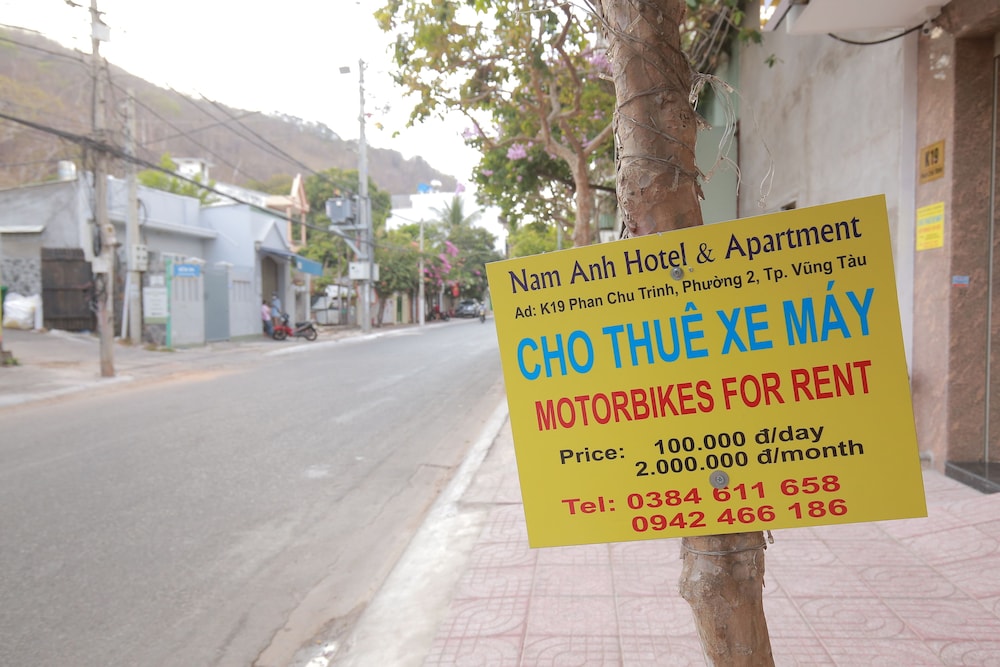 Nam Anh Hotel & Apartment
Ad: K19 Phan Chu Trinh, Phường 2, Tp. Vũng Tàu
CHO THUÊ XE MÁY
MOTORBIKES FOR RENT
Price: 100.000 đ/day
2.000.000 đ/month
Tel: 0384 611 658
0942 466 186
K19